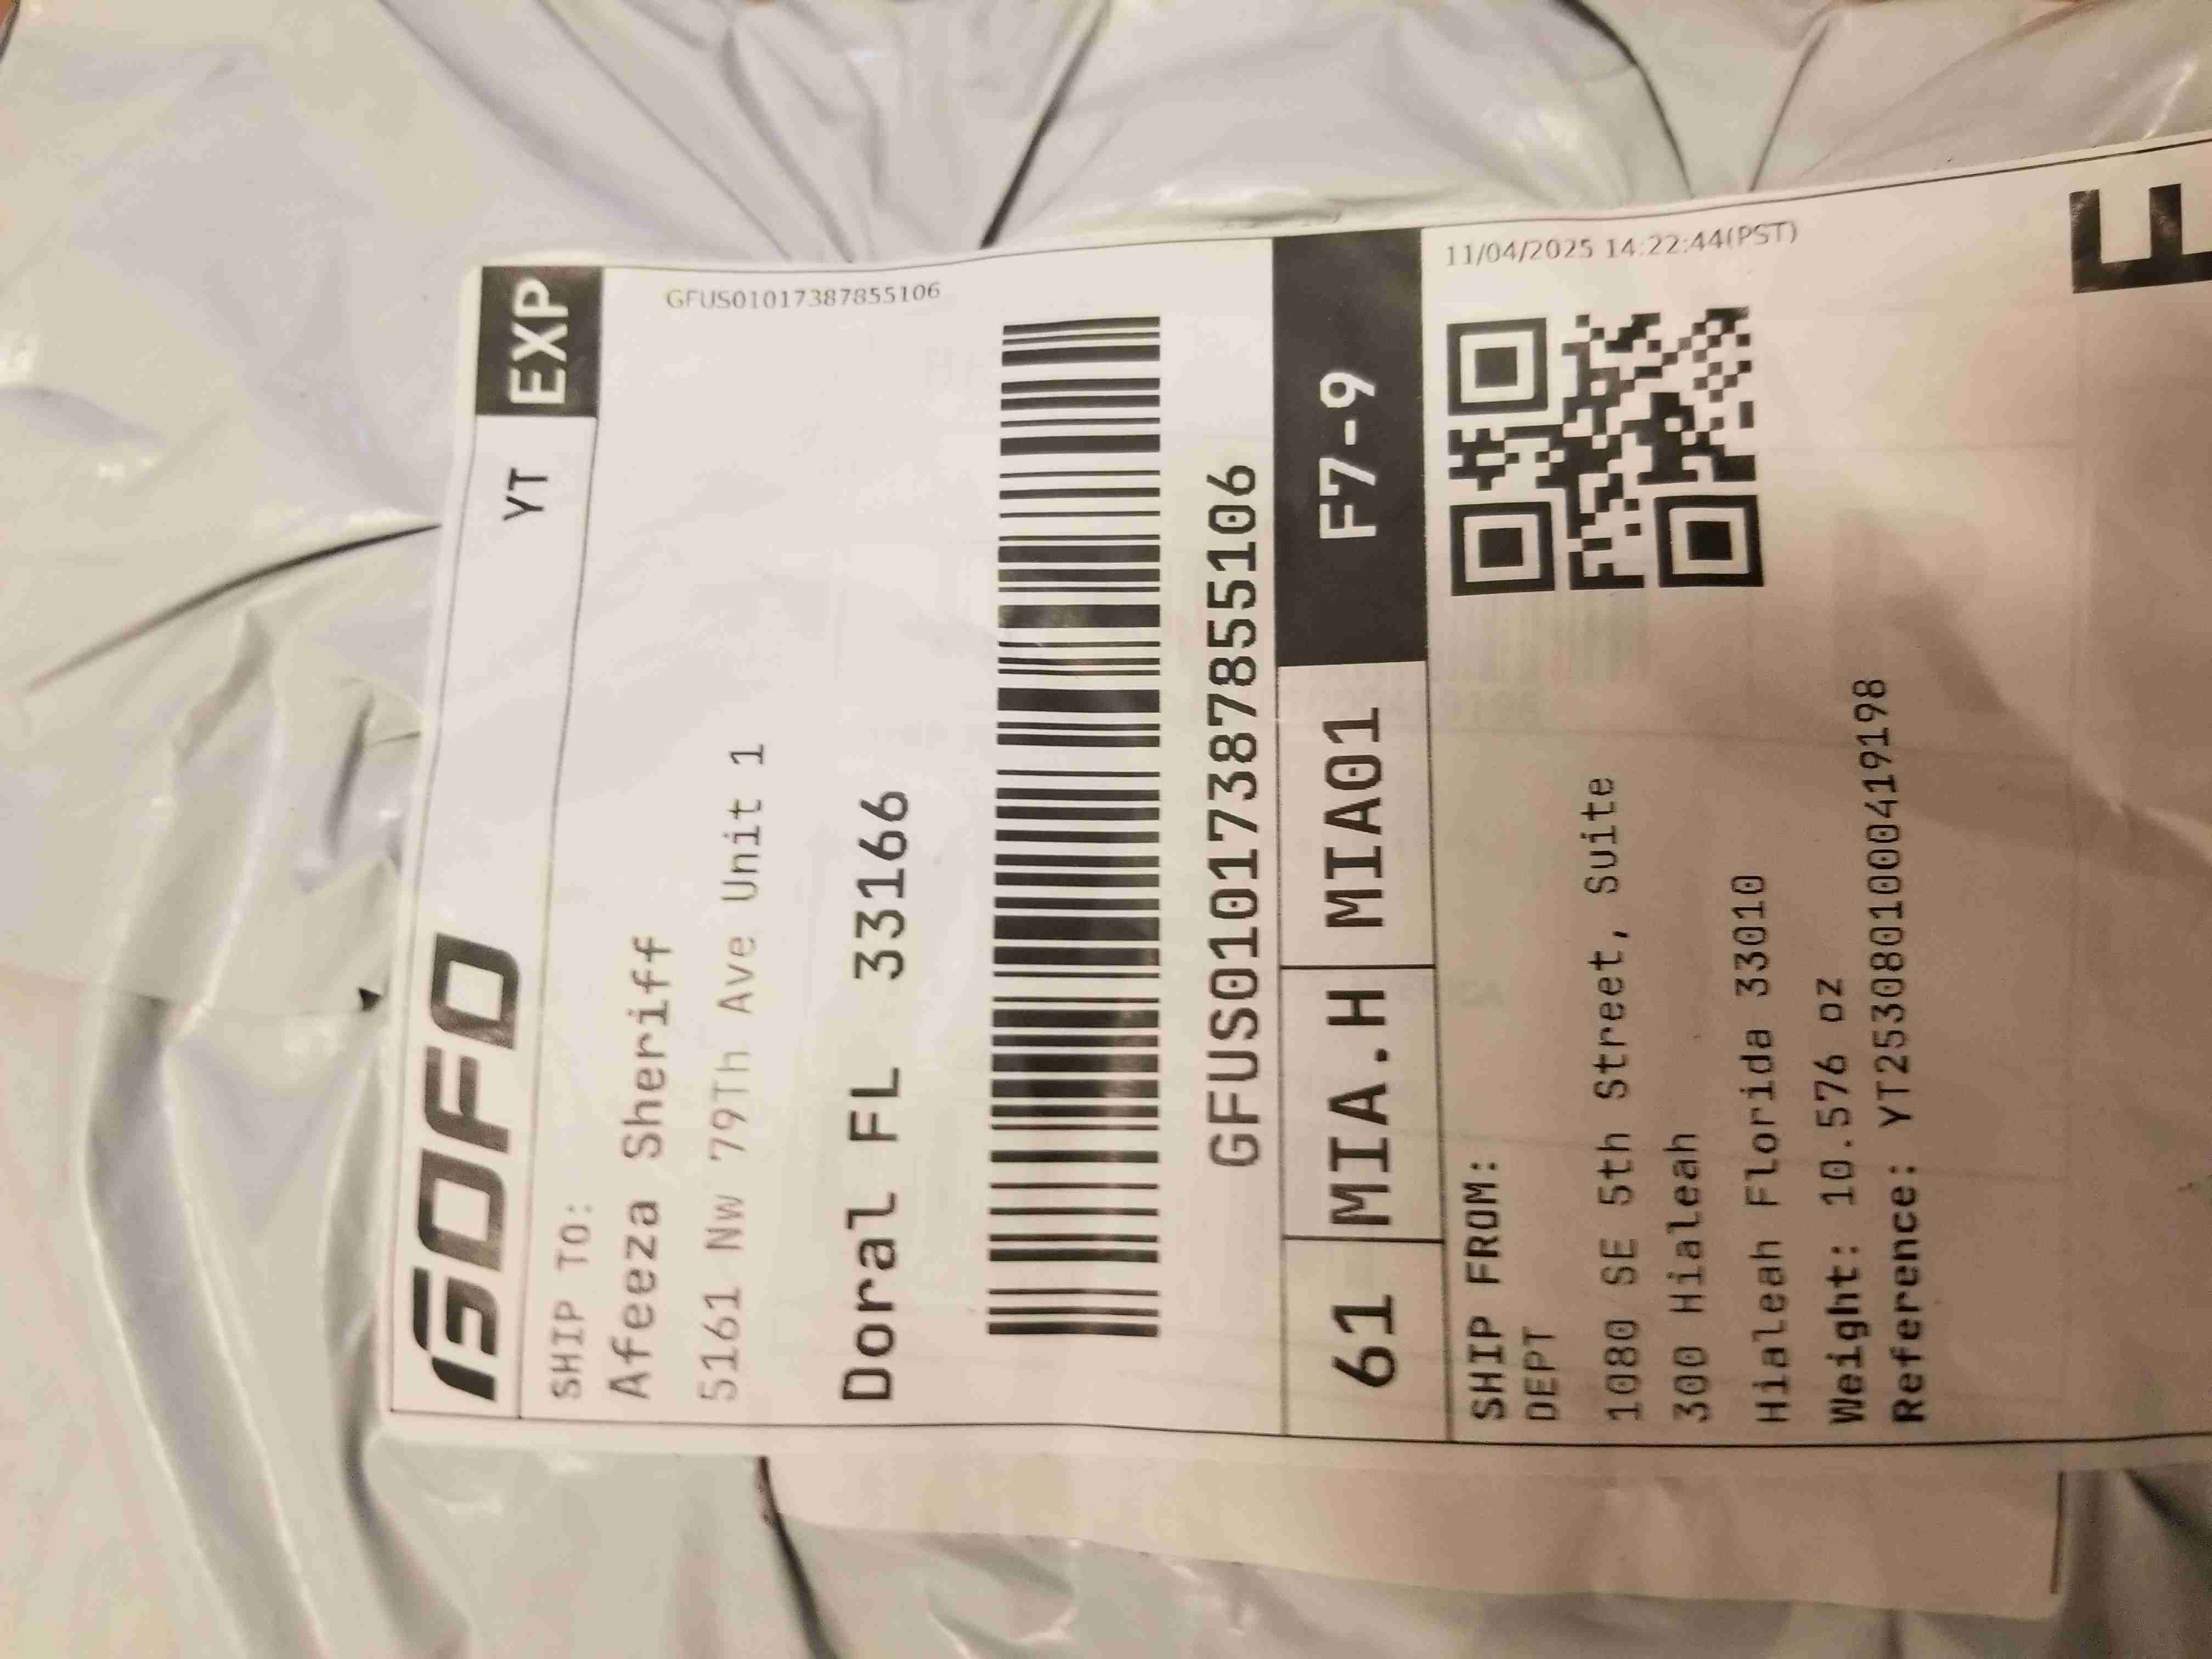 GOFO
YT EXP
SHIP TO:
GFUS01017387855106
Afeeza Sheriff
5161 Nw 79Th Ave Unit 1
Doral FL 33166
GFUS01017387855106
61 MIA.H MIA01 F7-9
SHIP FROM:
11/04/2025 14:22:44(PST)
DEPT
1080 SE 5th Street, Suite
300 Hialeah
Hialeah Florida 33010
Weight: 10.576 oz
Reference: YT2530801000041978